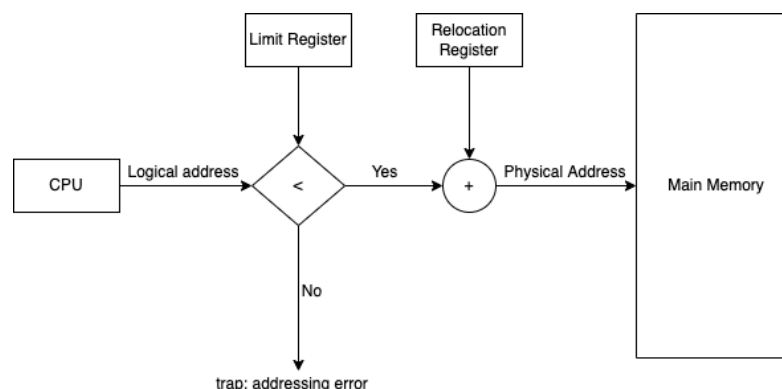 Limit Register
Relocation
Register
CPU
Logical address
<
Yes
+
Physical Address
Main Memory
No
trap: addressing error